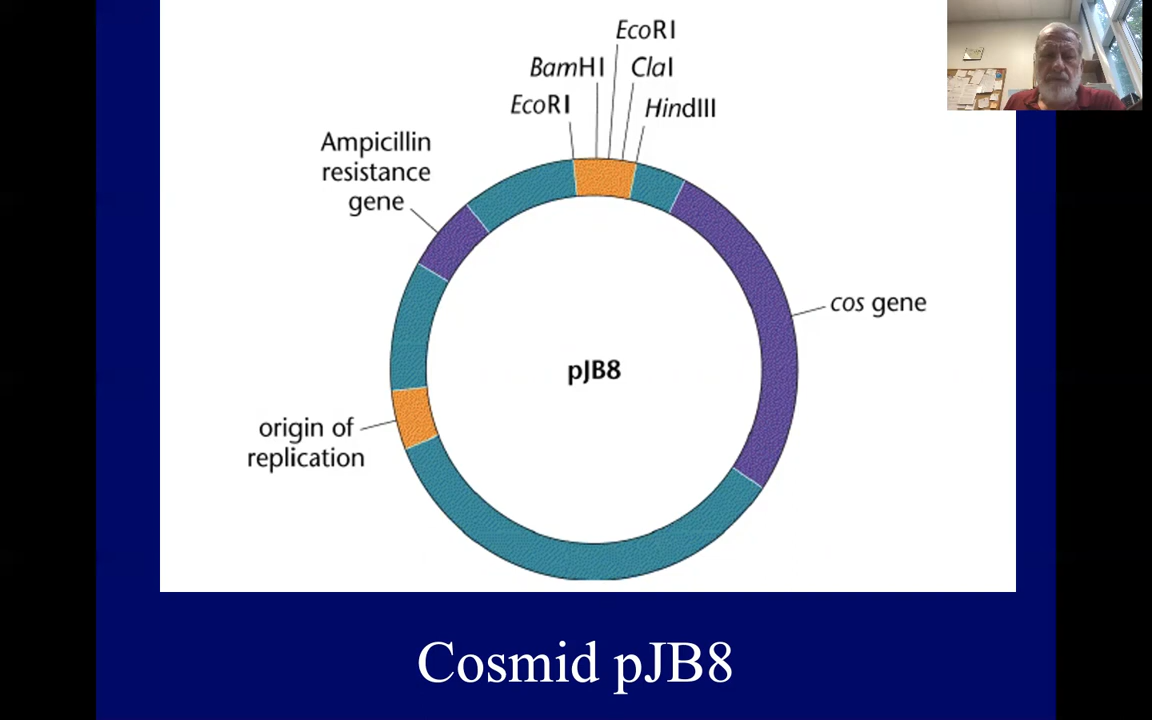 EcoRI
BamHI
ClaI
EcoRI
HindIII
Ampicillin
resistance
gene
cos gene
pJB8
origin of
replication
Cosmid pJB8